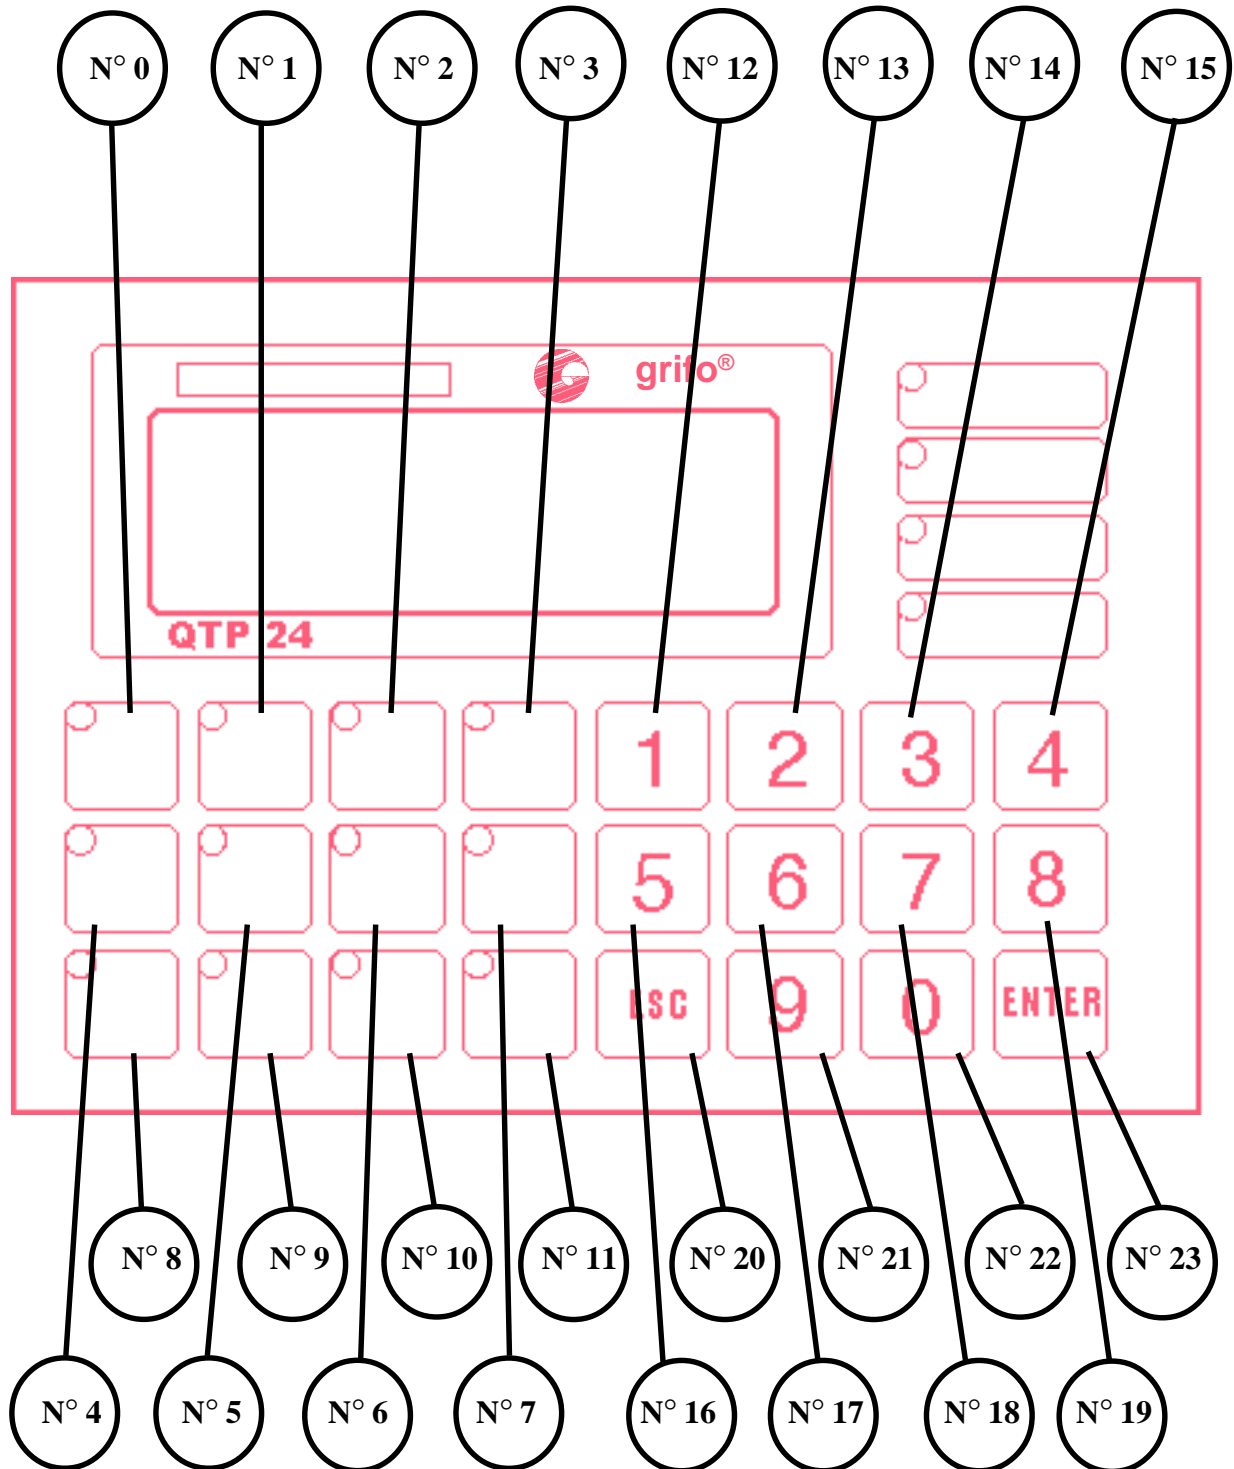 N° 0 N° 1 N° 2 N° 3 N° 12 N° 13 N° 14 N° 15
grifo®
QTP 24
1 2 3 4
5 6 7 8
ESC 9 0 ENTER
N° 8 N° 9 N° 10 N° 11 N° 20 N° 21 N° 22 N° 23
N° 4 N° 5 N° 6 N° 7 N° 16 N° 17 N° 18 N° 19